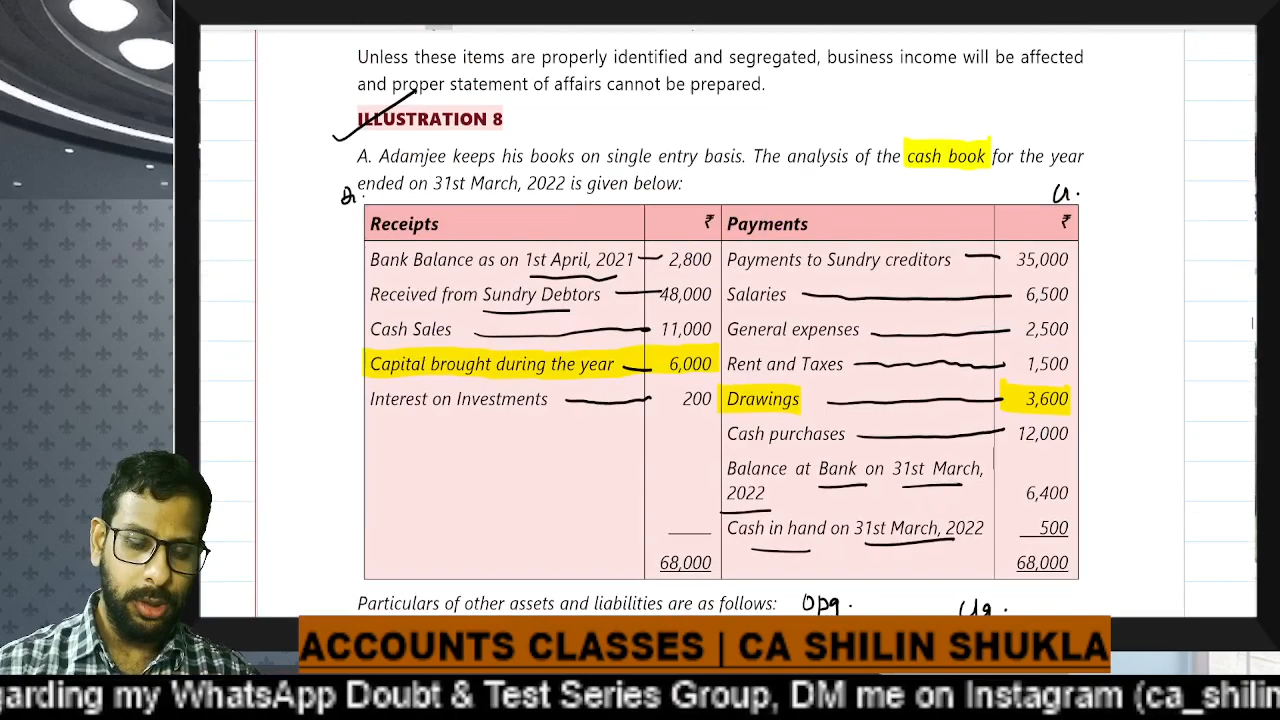 Unless these items are properly identified and segregated, business income will be affected
and proper statement of affairs cannot be prepared.
ILLUSTRATION 8
A. Adamjee keeps his books on single entry basis. The analysis of the cash book for the year
ended on 31st March, 2022 is given below:
Dr. Cr.
Receipts ₹ Payments ₹
Bank Balance as on 1st April, 2021 2,800 Payments to Sundry creditors 35,000
Received from Sundry Debtors 48,000 Salaries 6,500
Cash Sales 11,000 General expenses 2,500
Capital brought during the year 6,000 Rent and Taxes 1,500
Interest on Investments 200 Drawings 3,600
Cash purchases 12,000
Balance at Bank on 31st March,
2022 6,400
Cash in hand on 31st March, 2022 500
68,000 68,000
Particulars of other assets and liabilities are as follows: Opg. Clg.
ACCOUNTS CLASSES | CA SHILIN SHUKLA
garding my WhatsApp Doubt & Test Series Group, DM me on Instagram (ca_shilin